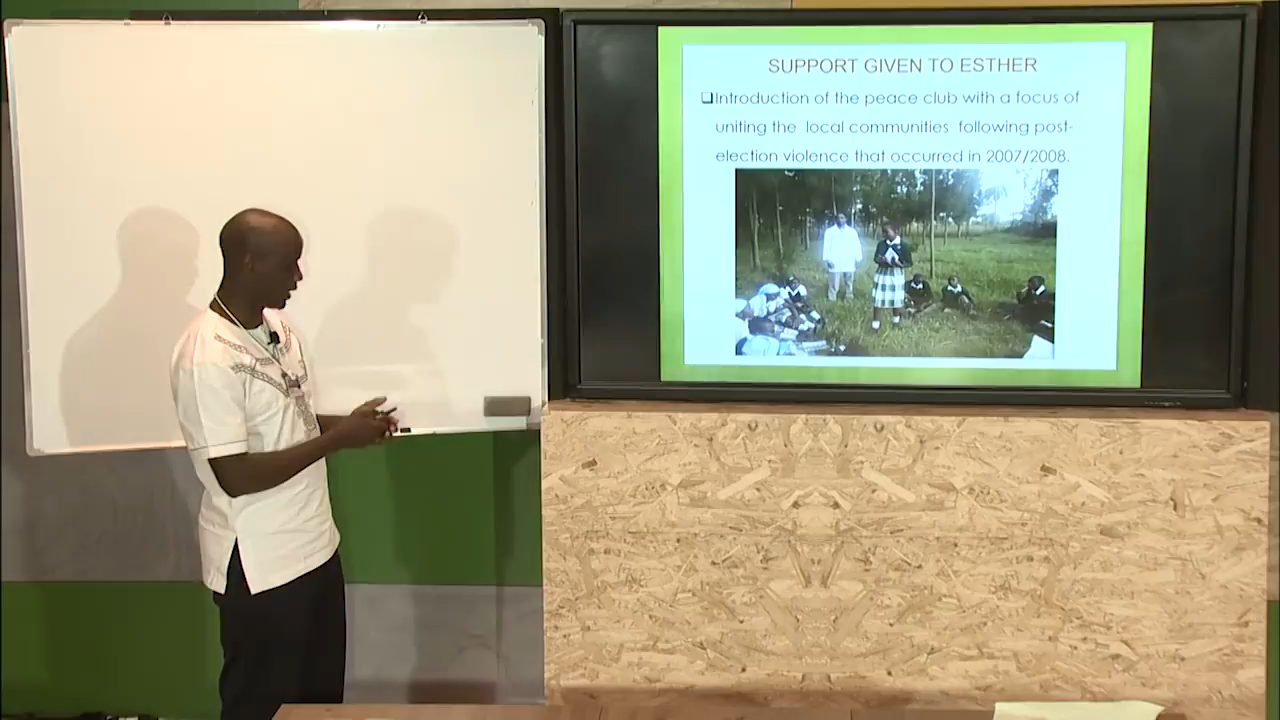 SUPPORT GIVEN TO ESTHER
❑Introduction of the peace club with a focus of
uniting the local communities following post-
election violence that occurred in 2007/2008.